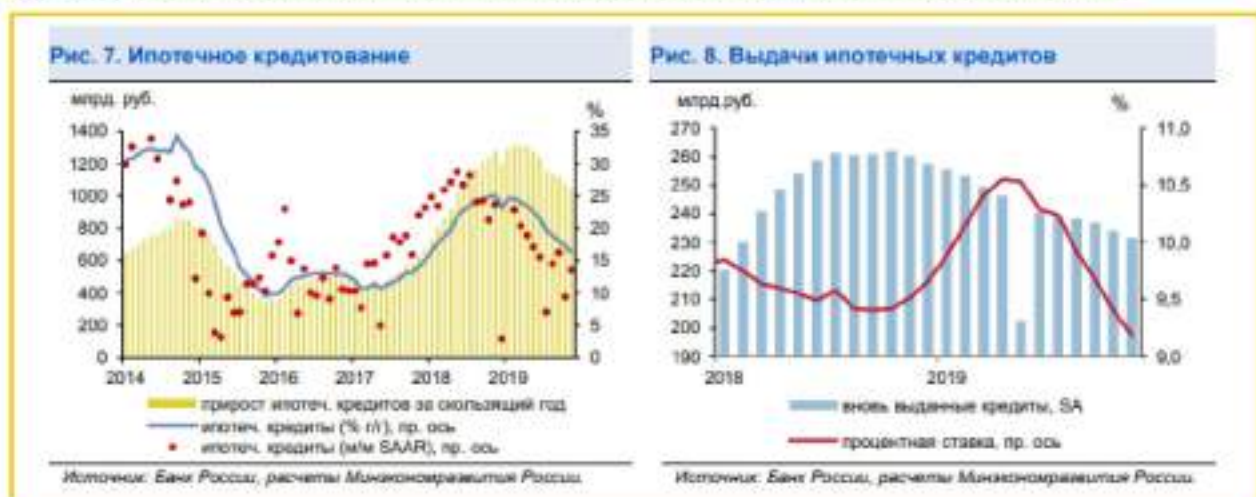 Рис. 7. Ипотечное кредитование
млрд. руб.
%
1400
1200
1000
800
600
400
200
0
35
30
25
20
15
10
5
0
2014 2015 2016 2017 2018 2019
прирост ипотеч. кредитов за скользящий год
ипотеч. кредиты (% г/г), пр. ось
ипотеч. кредиты (м/м SAAR), пр. ось
Источник: Банк России, расчеты Минэкономразвития России.
Рис. 8. Выдачи ипотечных кредитов
млрд.руб.
%
270
260
250
240
230
220
210
200
190
11,0
10,5
10,0
9,5
9,0
2018 2019
вновь выданные кредиты, SA
процентная ставка, пр. ось
Источник: Банк России, расчеты Минэкономразвития России.